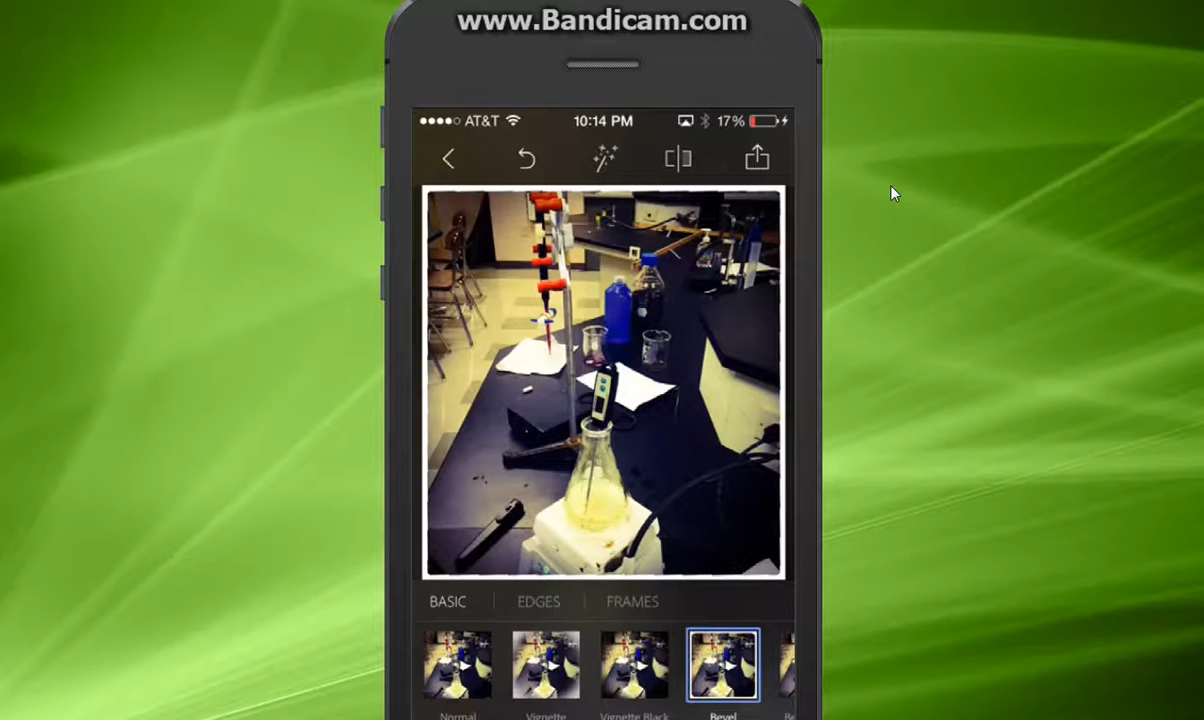 www.Bandicam.com
AT&T 10:14 PM 17%
BASIC EDGES FRAMES
Normal Vignette Vignette Black Bevel